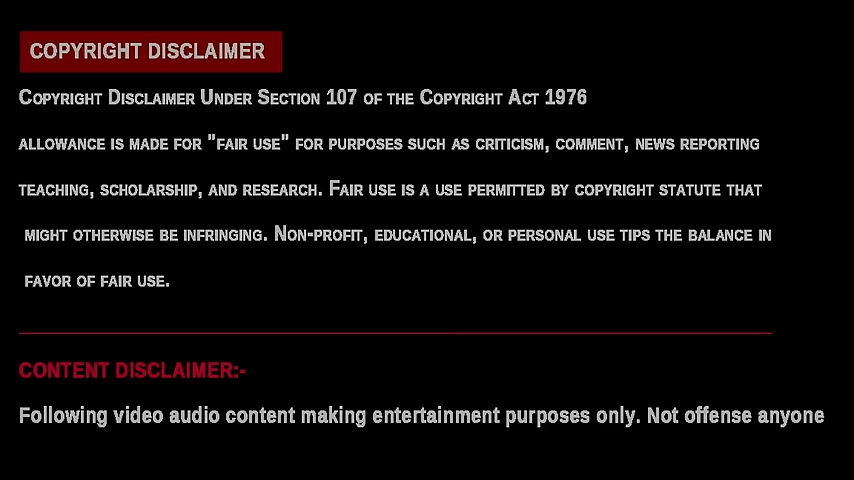 COPYRIGHT DISCLAIMER
Copyright Disclaimer Under Section 107 of the Copyright Act 1976
allowance is made for "fair use" for purposes such as criticism, comment, news reporting
teaching, scholarship, and research. Fair use is a use permitted by copyright statute that
might otherwise be infringing. Non-profit, educational, or personal use tips the balance in
favor of fair use.
CONTENT DISCLAIMER:-
Following video audio content making entertainment purposes only. Not offense anyone